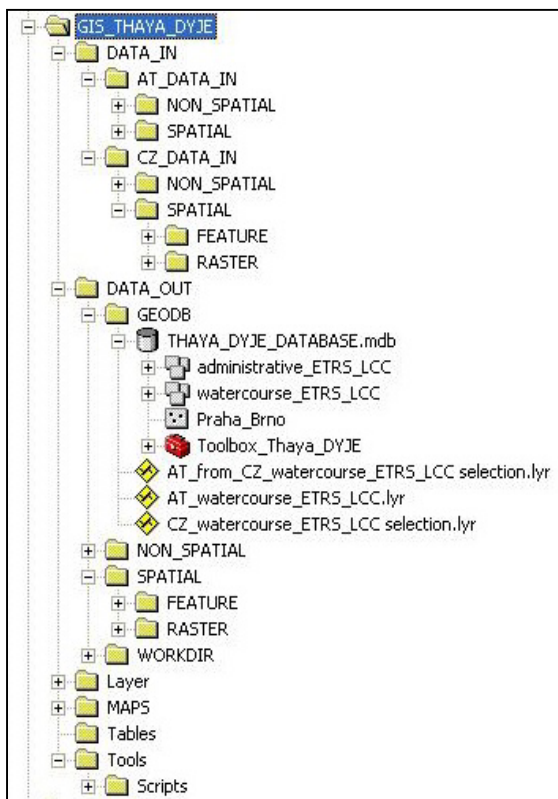 GIS_THAYA_DYJE
DATA_IN
AT_DATA_IN
NON_SPATIAL
SPATIAL
CZ_DATA_IN
NON_SPATIAL
SPATIAL
FEATURE
RASTER
DATA_OUT
GEODB
THAYA_DYJE_DATABASE.mdb
administrative_ETRS_LCC
watercourse_ETRS_LCC
Praha_Brno
Toolbox_Thaya_DYJE
AT_from_CZ_watercourse_ETRS_LCC selection.lyr
AT_watercourse_ETRS_LCC.lyr
CZ_watercourse_ETRS_LCC selection.lyr
NON_SPATIAL
SPATIAL
FEATURE
RASTER
WORKDIR
Layer
MAPS
Tables
Tools
Scripts